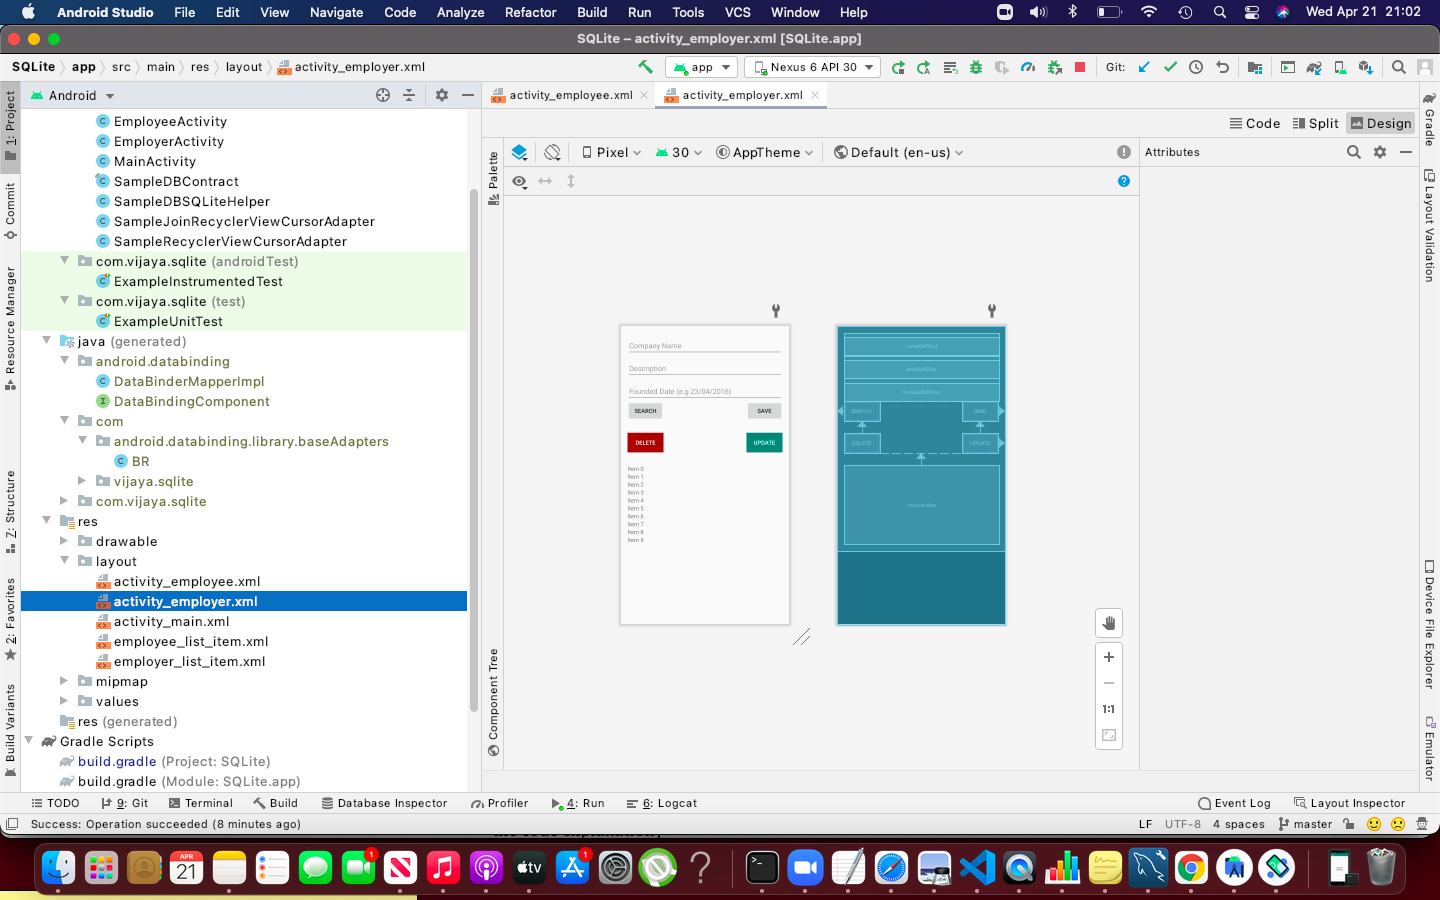 Android Studio File Edit View Navigate Code Analyze Refactor Build Run Tools VCS Window Help Wed Apr 21 21:02
SQLite – activity_employer.xml [SQLite.app]
SQLite app src main res layout activity_employer.xml app Nexus 6 API 30 Git:
Android
activity_employee.xml activity_employer.xml
Code Split Design
EmployeeActivity
EmployerActivity
MainActivity
SampleDBContract
SampleDBSQLiteHelper
SampleJoinRecyclerViewCursorAdapter
SampleRecyclerViewCursorAdapter
com.vijaya.sqlite (androidTest)
ExampleInstrumentedTest
com.vijaya.sqlite (test)
ExampleUnitTest
java (generated)
android.databinding
DataBinderMapperImpl
DataBindingComponent
com
android.databinding.library.baseAdapters
BR
vijaya.sqlite
com.vijaya.sqlite
res
drawable
layout
activity_employee.xml
activity_employer.xml
activity_main.xml
employee_list_item.xml
employer_list_item.xml
mipmap
values
res (generated)
Gradle Scripts
build.gradle (Project: SQLite)
build.gradle (Module: SQLite.app)
1: Project
Commit
Resource Manager
Z: Structure
2: Favorites
Build Variants
Palette
Component Tree
Pixel 30 AppTheme Default (en-us)
Attributes
Company Name
Description
Founded Date (e.g 23/04/2016)
SEARCH SAVE
DELETE UPDATE
Item 0
Item 1
Item 2
Item 3
Item 4
Item 5
Item 6
Item 7
Item 8
Item 9
SEARCH SAVE
DELETE UPDATE
1:1
Gradle
Layout Validation
Device File Explorer
Emulator
TODO 9: Git Terminal Build Database Inspector Profiler 4: Run 6: Logcat Event Log Layout Inspector
Success: Operation succeeded (8 minutes ago) LF UTF-8 4 spaces master
APR
21
1
tv
1